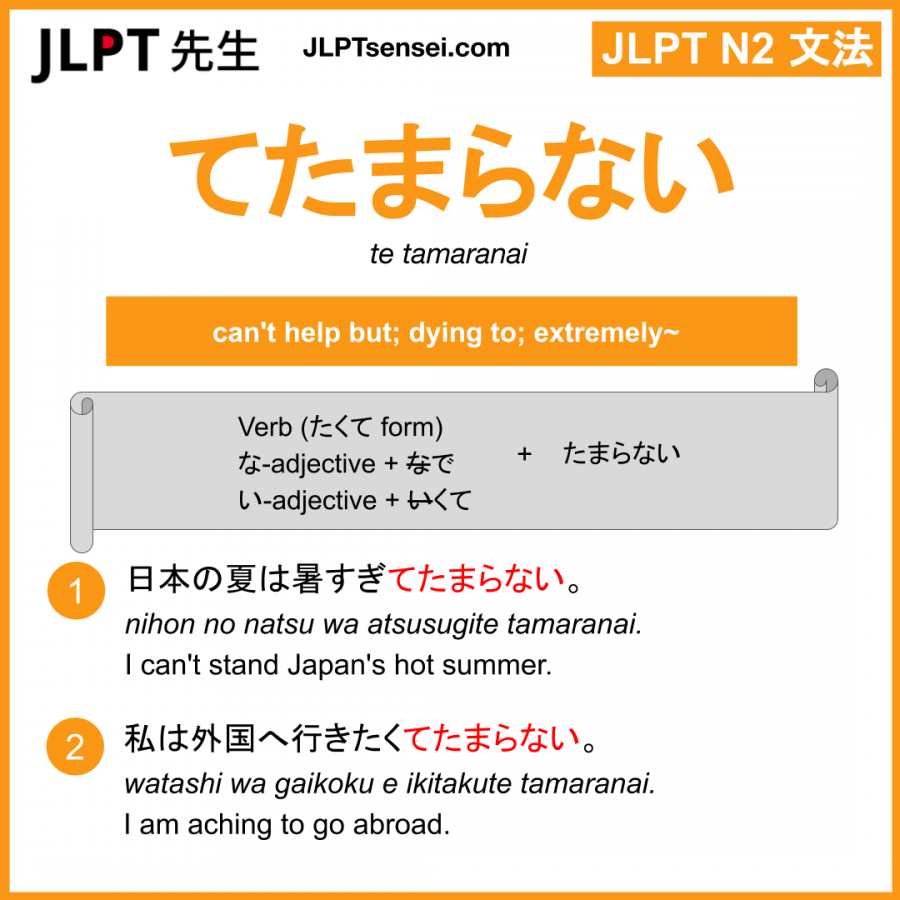 JLPT 先生
JLPTsensei.com
JLPT N2 文法
てたまらない
te tamaranai
can't help but; dying to; extremely~
Verb (たくて form)
な-adjective + なで
い-adjective + いくて
+ たまらない
1 日本の夏は暑すぎてたまらない。
nihon no natsu wa atsusugite tamaranai.
I can't stand Japan's hot summer.
2 私は外国へ行きたくてたまらない。
watashi wa gaikoku e ikitakute tamaranai.
I am aching to go abroad.